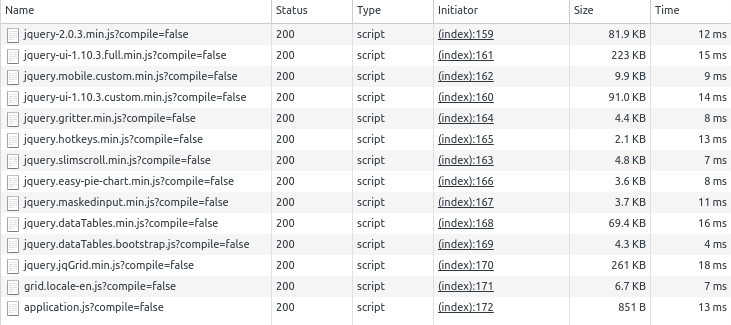 Name Status Type Initiator Size Time
jquery-2.0.3.min.js?compile=false 200 script (index):159 81.9 KB 12 ms
jquery-ui-1.10.3.full.min.js?compile=false 200 script (index):161 223 KB 15 ms
jquery.mobile.custom.min.js?compile=false 200 script (index):162 9.9 KB 9 ms
jquery-ui-1.10.3.custom.min.js?compile=false 200 script (index):160 91.0 KB 14 ms
jquery.gritter.min.js?compile=false 200 script (index):164 4.4 KB 8 ms
jquery.hotkeys.min.js?compile=false 200 script (index):165 2.1 KB 13 ms
jquery.slimscroll.min.js?compile=false 200 script (index):163 4.8 KB 7 ms
jquery.easy-pie-chart.min.js?compile=false 200 script (index):166 3.6 KB 8 ms
jquery.maskedinput.min.js?compile=false 200 script (index):167 3.7 KB 11 ms
jquery.dataTables.min.js?compile=false 200 script (index):168 69.4 KB 16 ms
jquery.dataTables.bootstrap.js?compile=false 200 script (index):169 4.3 KB 4 ms
jquery.jqGrid.min.js?compile=false 200 script (index):170 261 KB 18 ms
grid.locale-en.js?compile=false 200 script (index):171 6.7 KB 7 ms
application.js?compile=false 200 script (index):172 851 B 13 ms